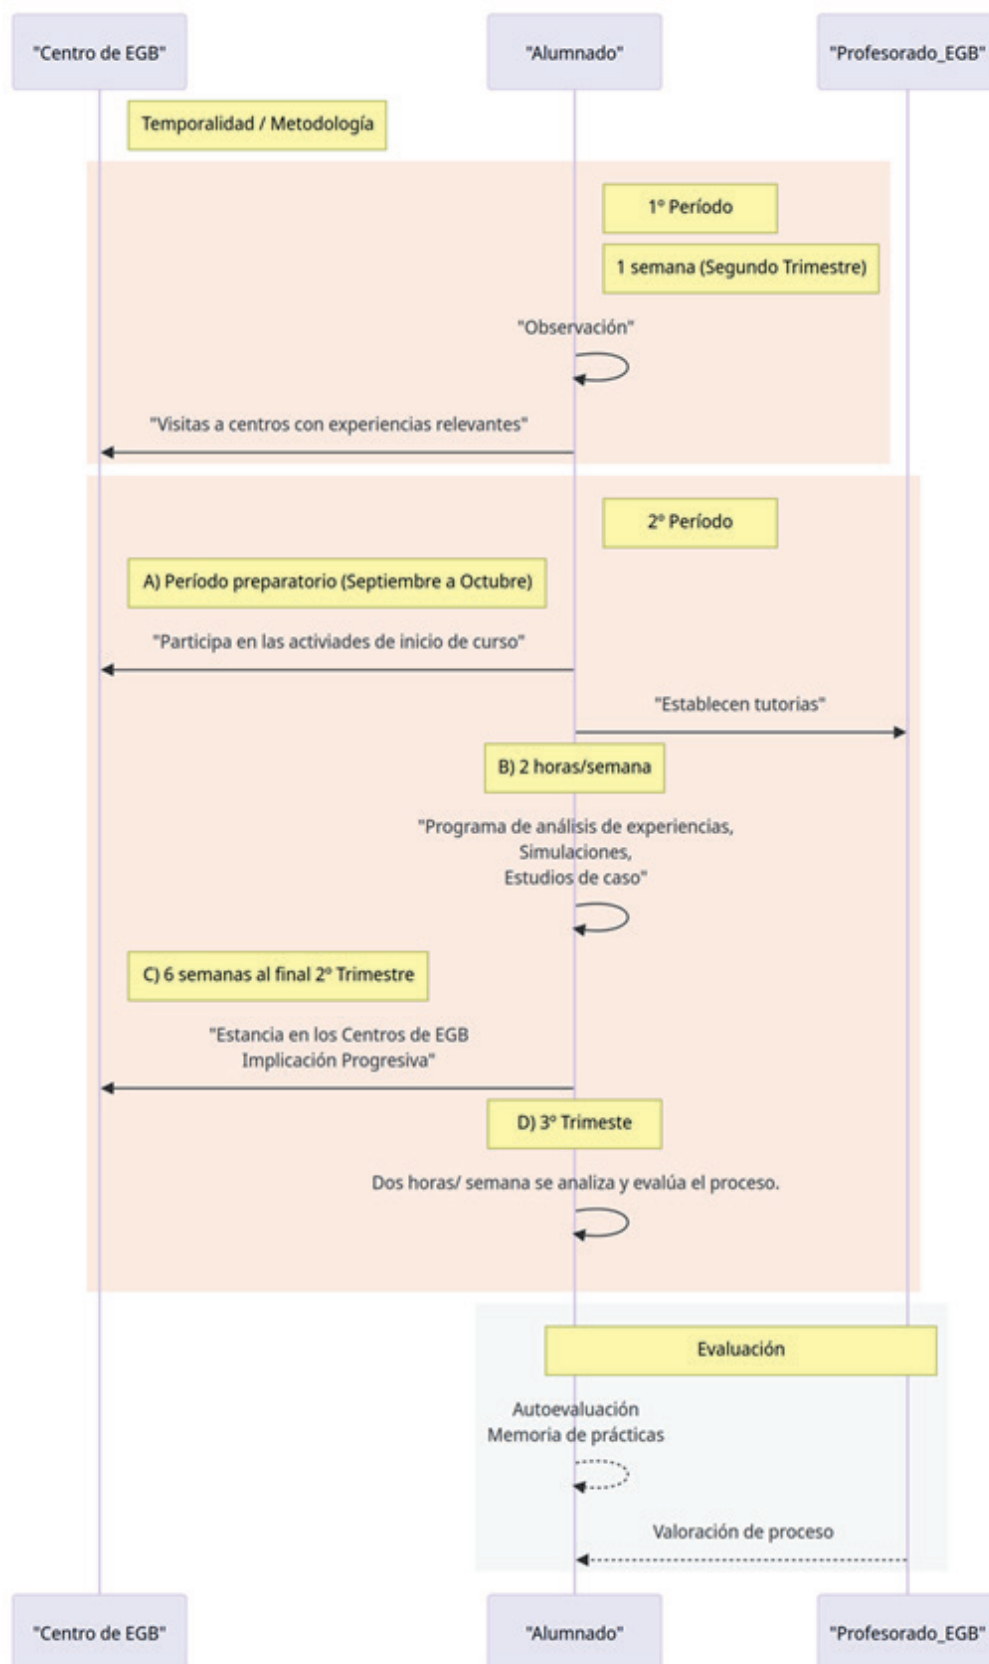 "Centro de EGB"
"Alumnado"
"Profesorado_EGB"
Temporalidad / Metodología
1º Período
1 semana (Segundo Trimestre)
"Observación"
"Visitas a centros con experiencias relevantes"
2º Período
A) Período preparatorio (Septiembre a Octubre)
"Participa en las activiades de inicio de curso"
"Establecen tutorias"
B) 2 horas/semana
"Programa de análisis de experiencias,
Simulaciones,
Estudios de caso"
C) 6 semanas al final 2º Trimestre
"Estancia en los Centros de EGB
Implicación Progresiva"
D) 3º Trimeste
Dos horas/ semana se analiza y evalúa el proceso.
Evaluación
Autoevaluación
Memoria de prácticas
Valoración de proceso
"Centro de EGB"
"Alumnado"
"Profesorado_EGB"